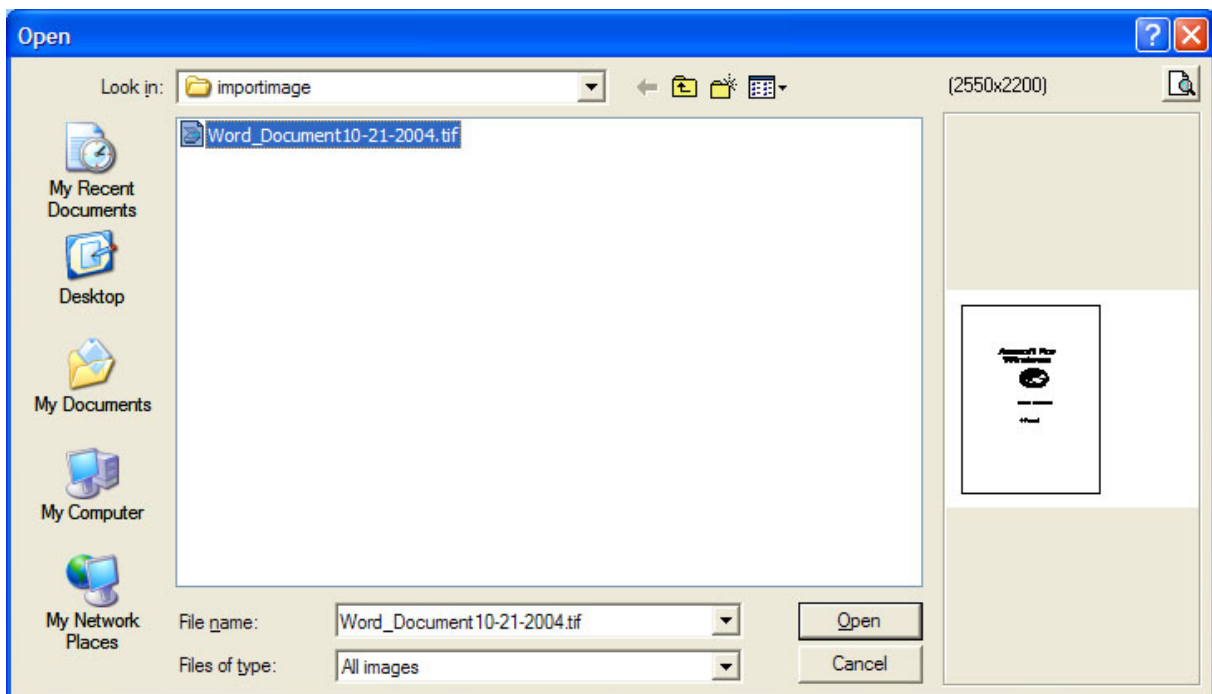 Open
Look in:
importimage
(2550x2200)
Word_Document10-21-2004.tif
My Recent
Documents
Desktop
My Documents
My Computer
My Network
Places
File name:
Word_Document10-21-2004.tif
Open
Files of type:
All images
Cancel